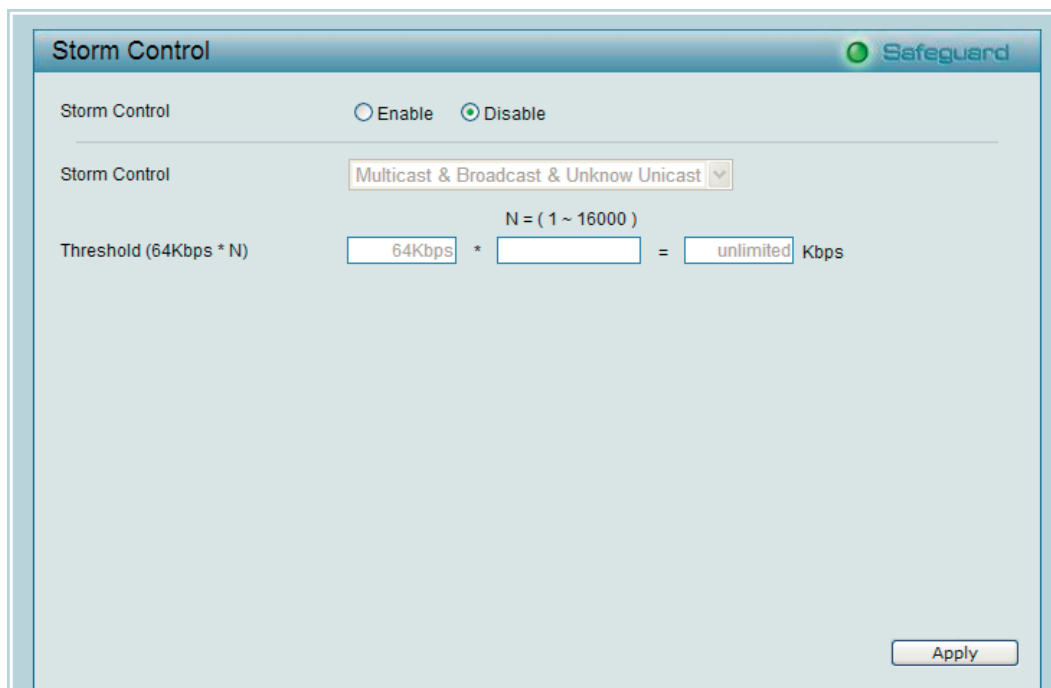 Storm Control
Safeguard
Storm Control Enable Disable
Storm Control Multicast & Broadcast & Unknow Unicast
N = ( 1 ~ 16000 )
Threshold (64Kbps * N) 64Kbps * = unlimited Kbps
Apply